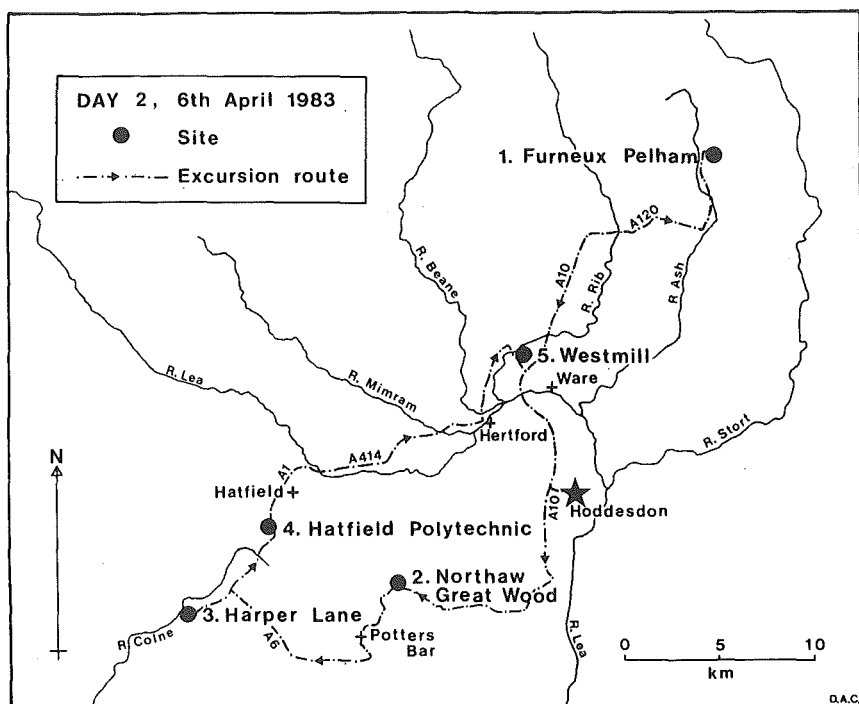 DAY 2, 6th April 1983
Site
Excursion route
1. Furneux Pelham
A120
A10
R. Beane
R. Rib
R Ash
5. Westmill
Ware
R. Lea
R. Mimram
Hertford
R. Stort
N
A1
A414
Hatfield
A10
Hoddesdon
4. Hatfield Polytechnic
2. Northaw
Great Wood
3. Harper Lane
R. Colne
A6
Potters
Bar
R. Lea
0 5 10
km
D.A.C.